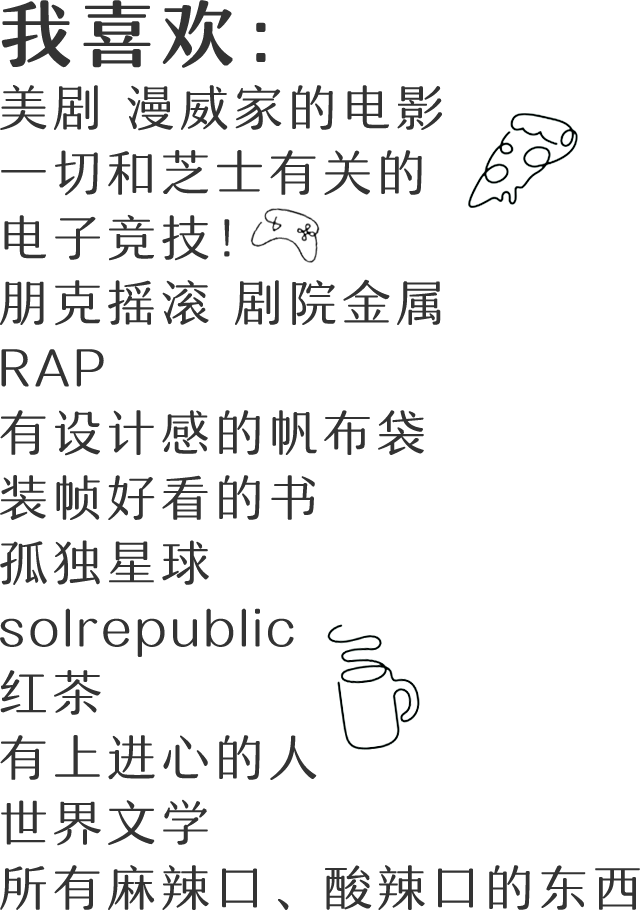 我喜欢：
美剧 漫威家的电影
一切和芝士有关的
电子竞技！
朋克摇滚 剧院金属
RAP
有设计感的帆布袋
装帧好看的书
孤独星球
solrepublic
红茶
有上进心的人
世界文学
所有麻辣口、酸辣口的东西